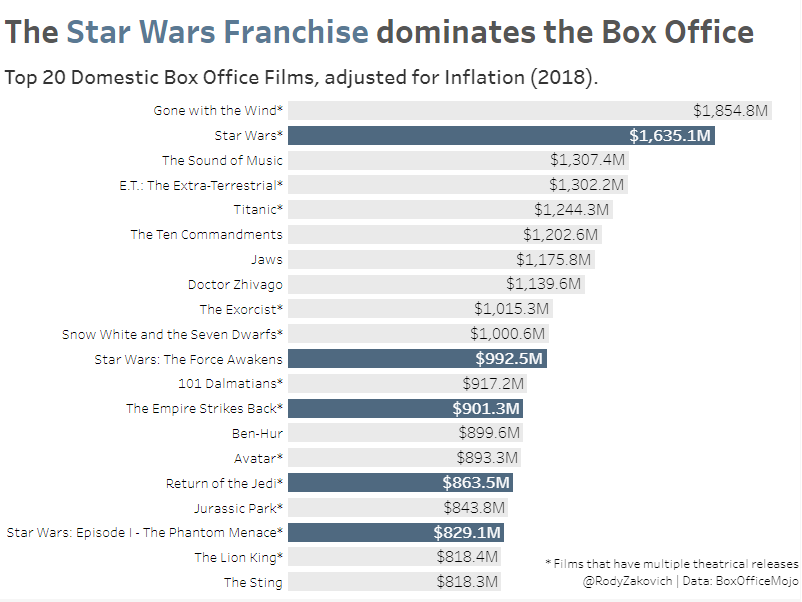 The Star Wars Franchise dominates the Box Office
Top 20 Domestic Box Office Films, adjusted for Inflation (2018).
Gone with the Wind* $1,854.8M
Star Wars* $1,635.1M
The Sound of Music $1,307.4M
E.T.: The Extra-Terrestrial* $1,302.2M
Titanic* $1,244.3M
The Ten Commandments $1,202.6M
Jaws $1,175.8M
Doctor Zhivago $1,139.6M
The Exorcist* $1,015.3M
Snow White and the Seven Dwarfs* $1,000.6M
Star Wars: The Force Awakens $992.5M
101 Dalmatians* $917.2M
The Empire Strikes Back* $901.3M
Ben-Hur $899.6M
Avatar* $893.3M
Return of the Jedi* $863.5M
Jurassic Park* $843.8M
Star Wars: Episode I - The Phantom Menace* $829.1M
The Lion King* $818.4M
The Sting $818.3M
* Films that have multiple theatrical releases
@RodyZakovich | Data: BoxOfficeMojo